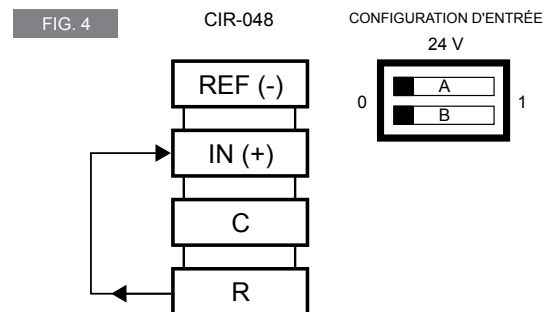 FIG. 4
CIR-048
CONFIGURATION D'ENTRÉE
24 V
REF (-)
IN (+)
C
R
0
A
B
1